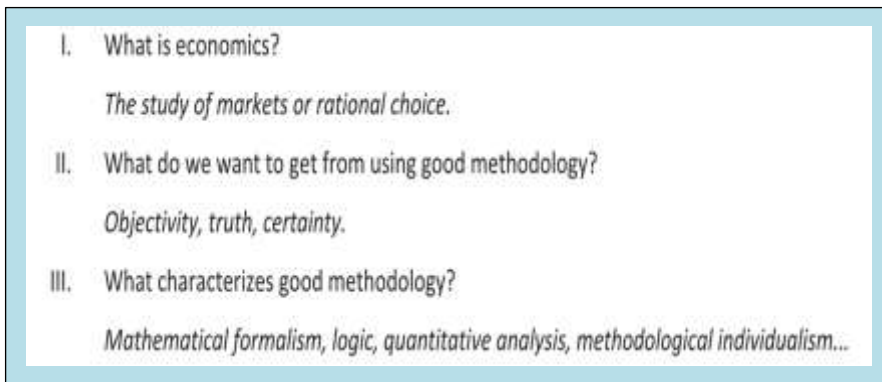 I. What is economics?
The study of markets or rational choice.
II. What do we want to get from using good methodology?
Objectivity, truth, certainty.
III. What characterizes good methodology?
Mathematical formalism, logic, quantitative analysis, methodological individualism...